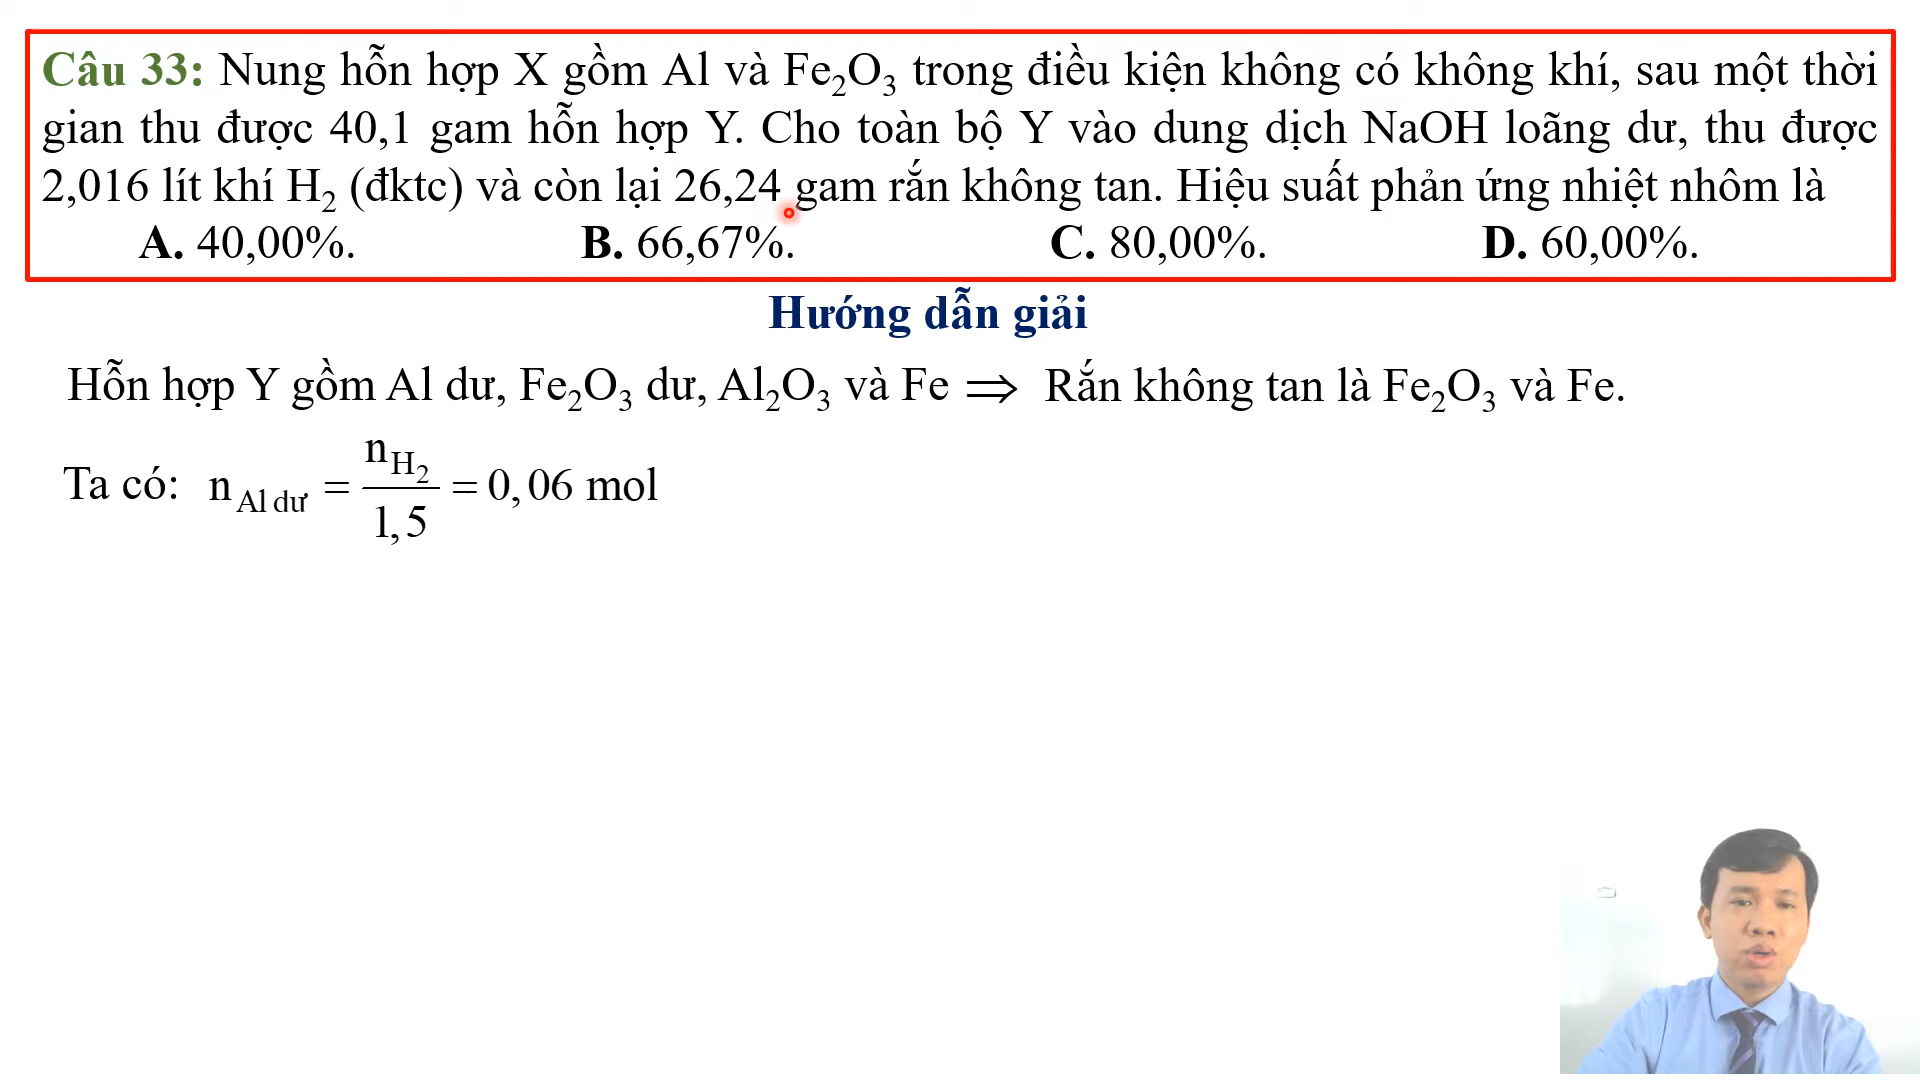 Câu 33: Nung hỗn hợp X gồm Al và Fe₂O₃ trong điều kiện không có không khí, sau một thời
gian thu được 40,1 gam hỗn hợp Y. Cho toàn bộ Y vào dung dịch NaOH loãng dư, thu được
2,016 lít khí H₂ (đktc) và còn lại 26,24 gam rắn không tan. Hiệu suất phản ứng nhiệt nhôm là
A. 40,00%. B. 66,67%. C. 80,00%. D. 60,00%.
Hướng dẫn giải
Hỗn hợp Y gồm Al dư, Fe₂O₃ dư, Al₂O₃ và Fe ⇒ Rắn không tan là Fe₂O₃ và Fe.
Ta có: n Al dư = n H₂ / 1,5 = 0,06 mol